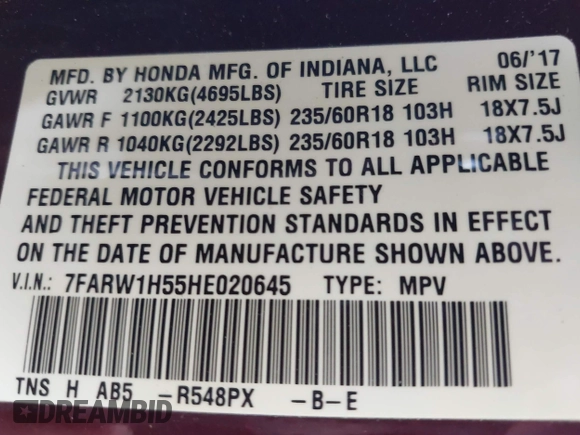 MFD. BY HONDA MFG. OF INDIANA, LLC 06/'17
GVWR 2130KG(4695LBS) TIRE SIZE RIM SIZE
GAWR F 1100KG(2425LBS) 235/60R18 103H 18X7.5J
GAWR R 1040KG(2292LBS) 235/60R18 103H 18X7.5J
THIS VEHICLE CONFORMS TO ALL APPLICABLE
FEDERAL MOTOR VEHICLE SAFETY
AND THEFT PREVENTION STANDARDS IN EFFECT
ON THE DATE OF MANUFACTURE SHOWN ABOVE.
V.I.N.: 7FARW1H55HE020645 TYPE: MPV
TNS H AB5 –R548PX –B–E
DREAMBID